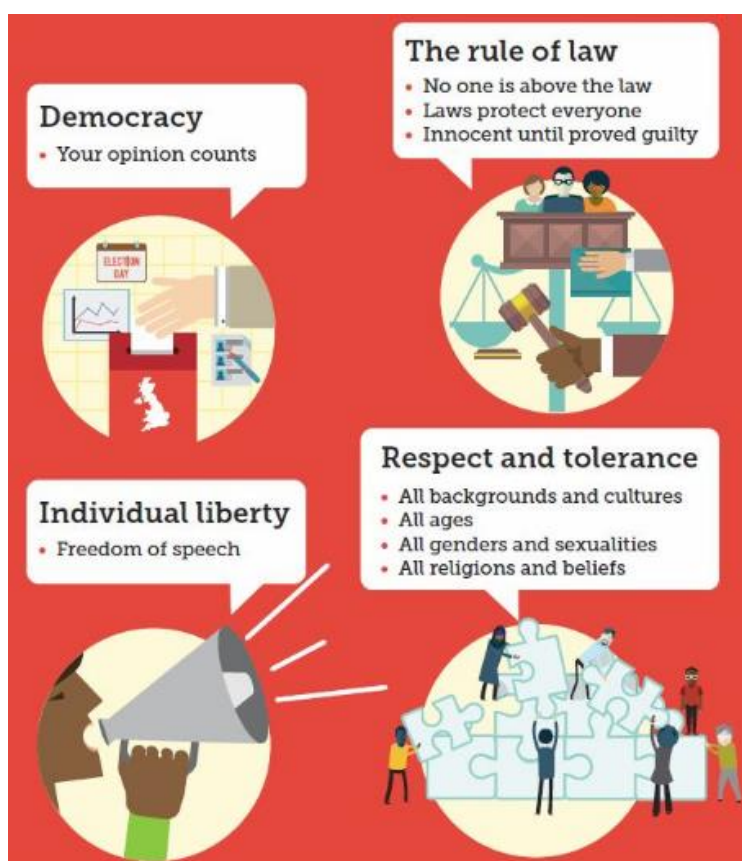 Democracy
• Your opinion counts
ELECTION
DAY
The rule of law
• No one is above the law
• Laws protect everyone
• Innocent until proved guilty
Individual liberty
• Freedom of speech
Respect and tolerance
• All backgrounds and cultures
• All ages
• All genders and sexualities
• All religions and beliefs